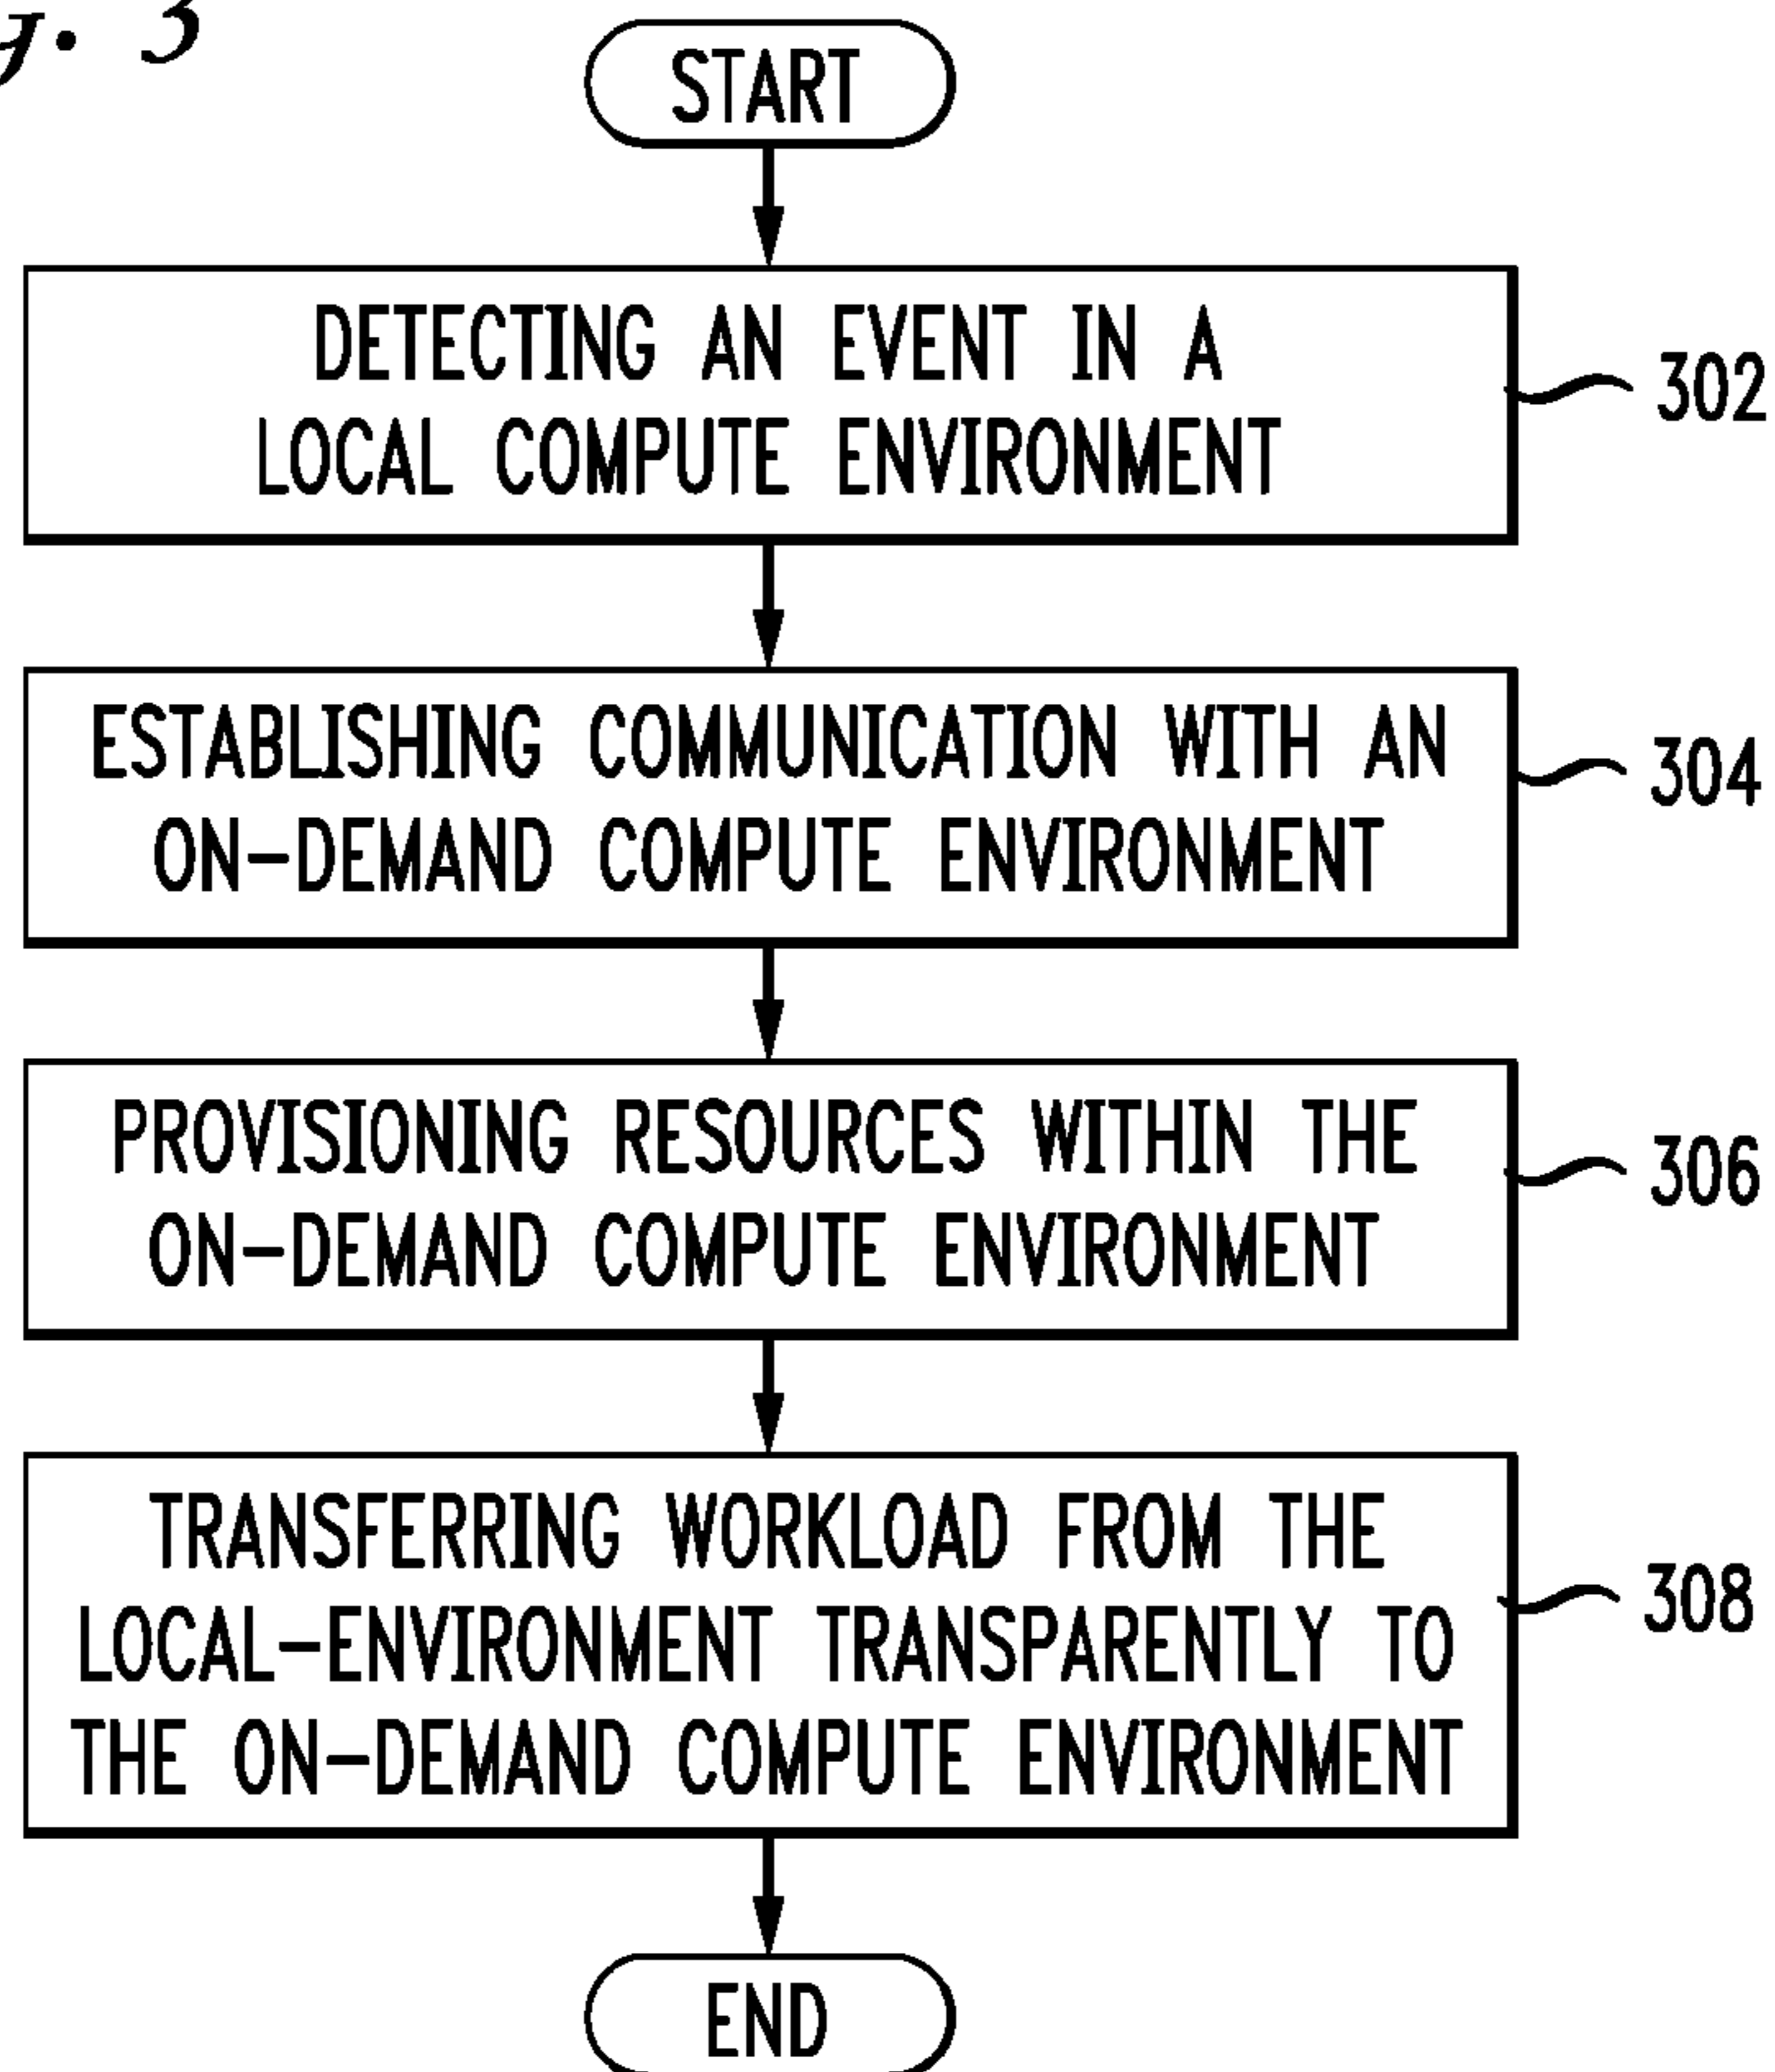 3
START
DETECTING AN EVENT IN A
LOCAL COMPUTE ENVIRONMENT
302
ESTABLISHING COMMUNICATION WITH AN
ON-DEMAND COMPUTE ENVIRONMENT
304
PROVISIONING RESOURCES WITHIN THE
ON-DEMAND COMPUTE ENVIRONMENT
306
TRANSFERRING WORKLOAD FROM THE
LOCAL-ENVIRONMENT TRANSPARENTLY TO
THE ON-DEMAND COMPUTE ENVIRONMENT
308
END